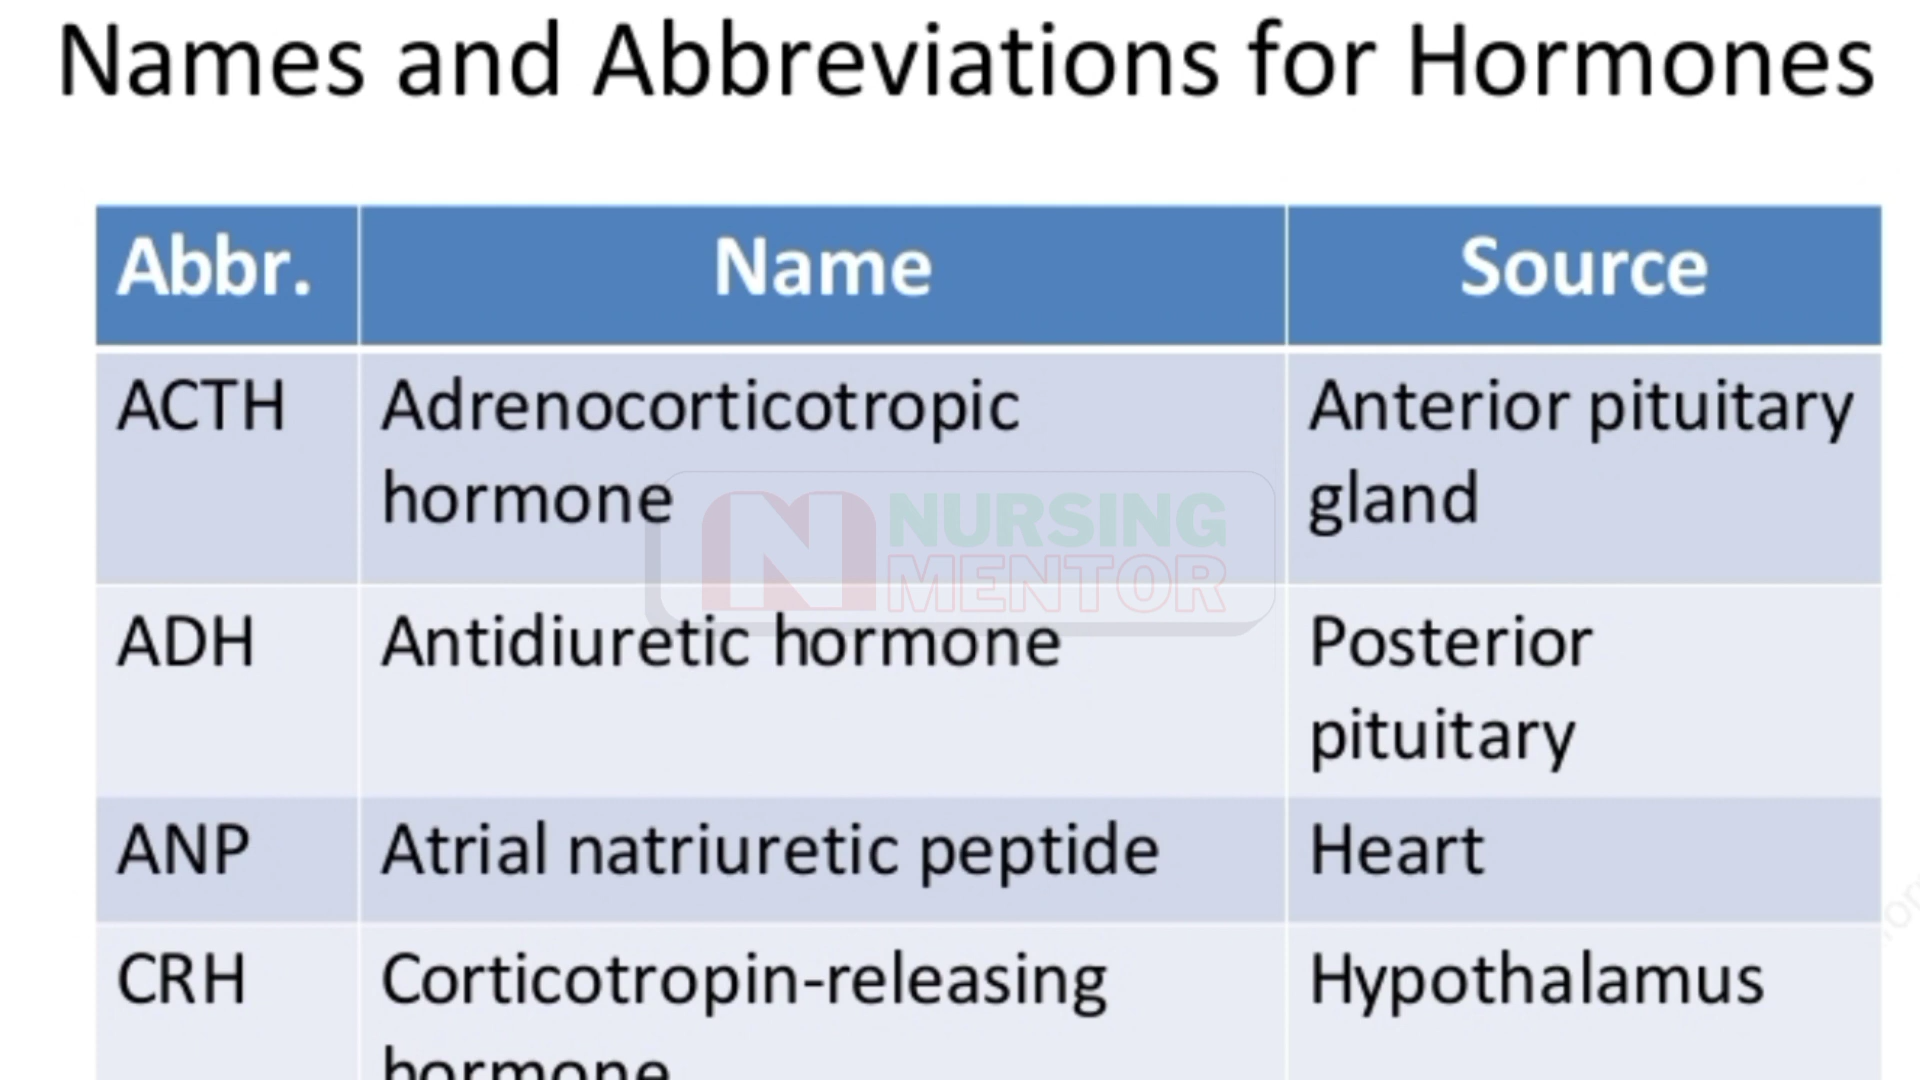 Names and Abbreviations for Hormones
Abbr. Name Source
ACTH Adrenocorticotropic hormone Anterior pituitary gland
ADH Antidiuretic hormone Posterior pituitary
ANP Atrial natriuretic peptide Heart
CRH Corticotropin-releasing hormone Hypothalamus
NURSING
MENTOR